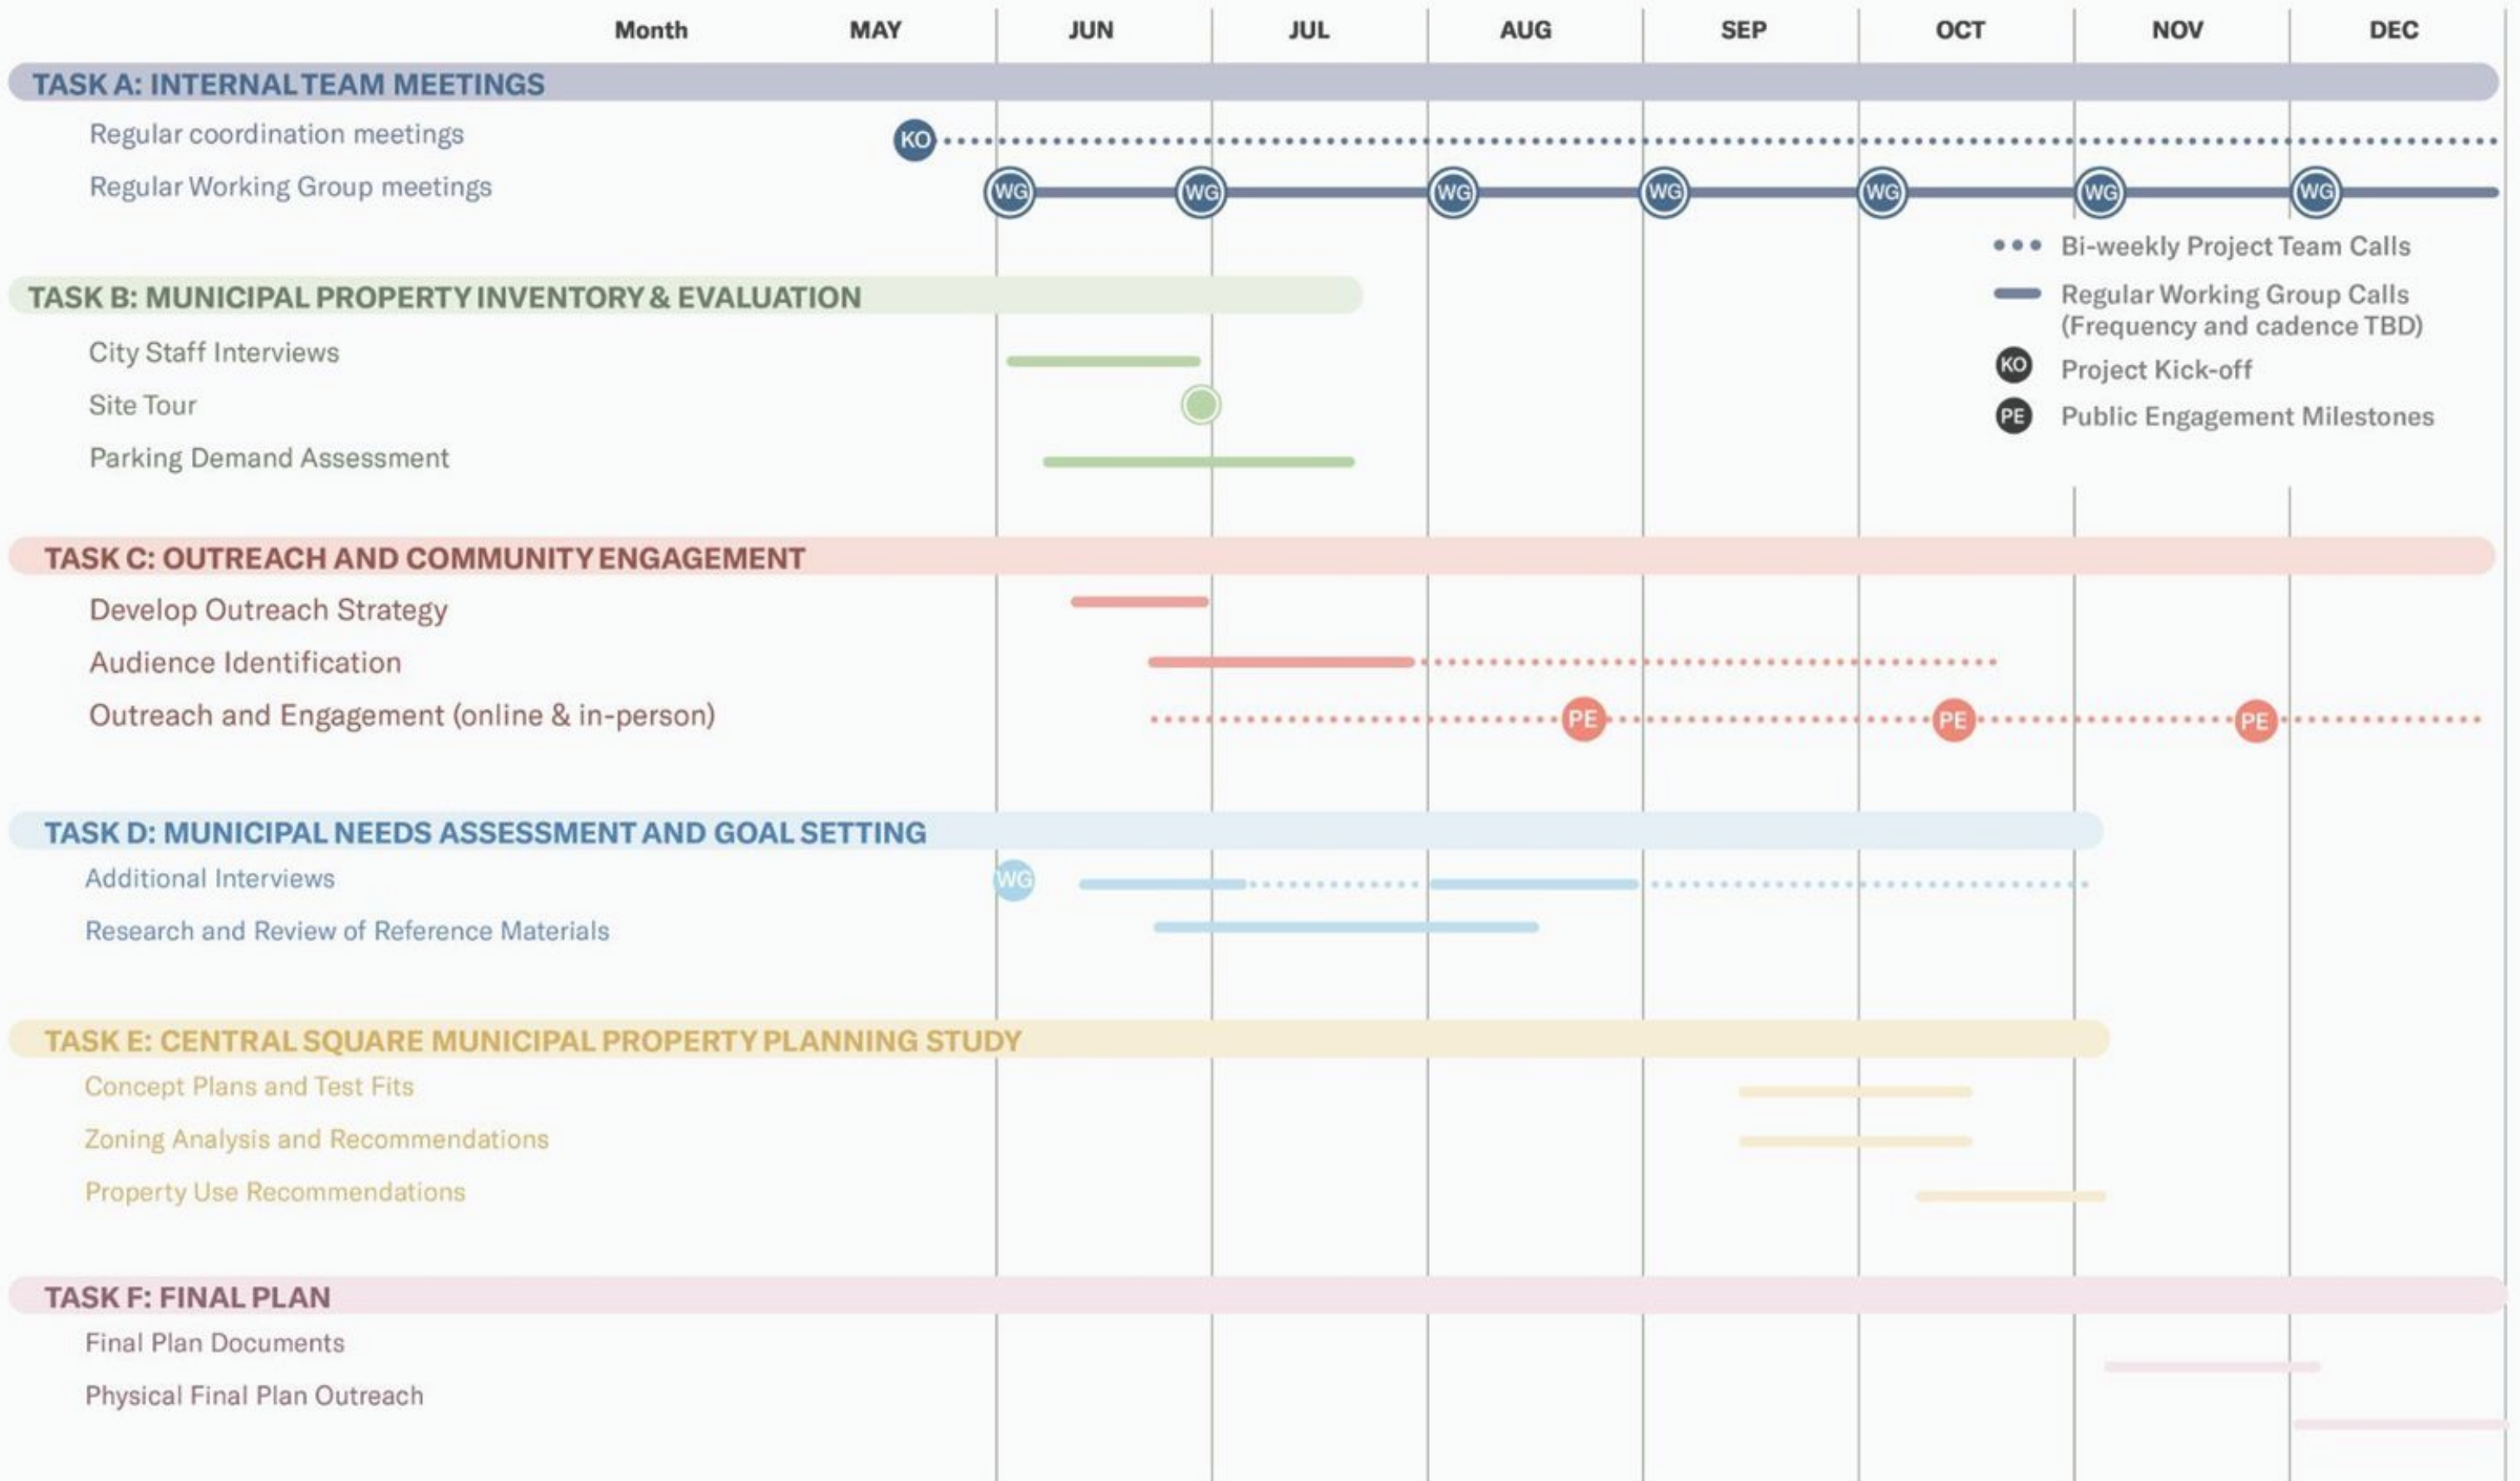 Month MAY JUN JUL AUG SEP OCT NOV DEC
TASK A: INTERNAL TEAM MEETINGS
Regular coordination meetings KO
Regular Working Group meetings WG WG WG WG WG WG WG
Bi-weekly Project Team Calls
Regular Working Group Calls
(Frequency and cadence TBD)
KO Project Kick-off
PE Public Engagement Milestones
TASK B: MUNICIPAL PROPERTY INVENTORY & EVALUATION
City Staff Interviews
Site Tour
Parking Demand Assessment
TASK C: OUTREACH AND COMMUNITY ENGAGEMENT
Develop Outreach Strategy
Audience Identification
Outreach and Engagement (online & in-person) PE PE PE
TASK D: MUNICIPAL NEEDS ASSESSMENT AND GOAL SETTING
Additional Interviews WG
Research and Review of Reference Materials
TASK E: CENTRAL SQUARE MUNICIPAL PROPERTY PLANNING STUDY
Concept Plans and Test Fits
Zoning Analysis and Recommendations
Property Use Recommendations
TASK F: FINAL PLAN
Final Plan Documents
Physical Final Plan Outreach